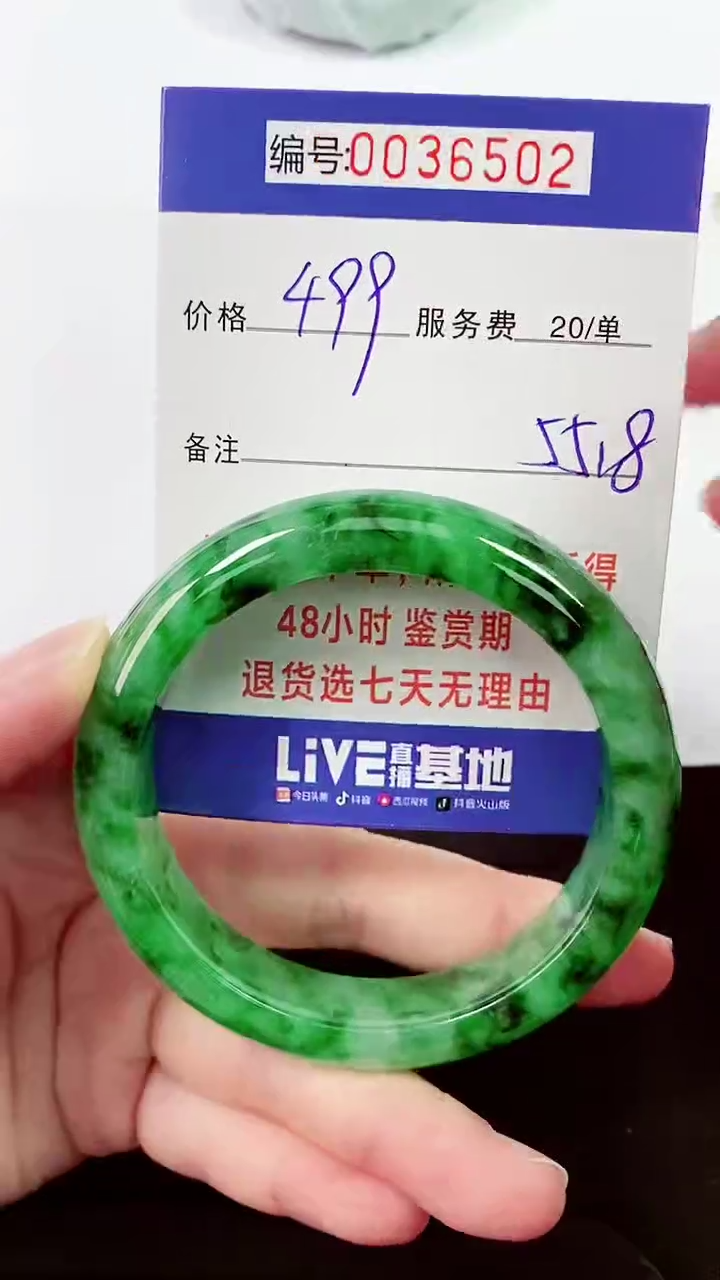 编号:0036502
价格 499 服务费 20/单
备注 5518
得
48小时 鉴赏期
退货选七天无理由
LiVE直播基地
今日头条 抖音 西瓜视频 抖音火山版